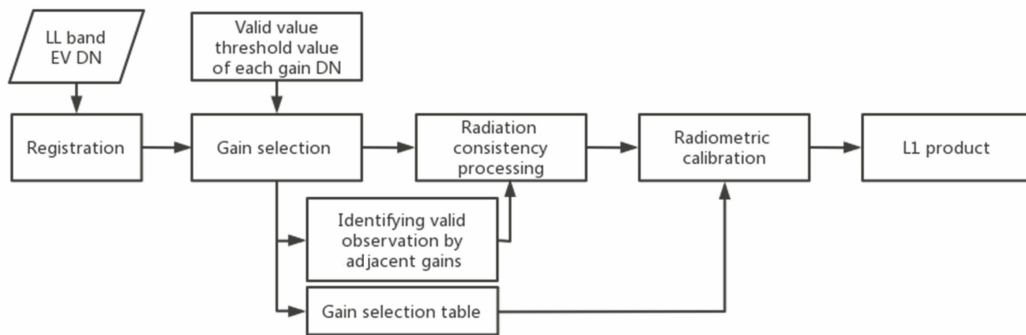 LL band
EV DN
Valid value
threshold value
of each gain DN
Registration
Gain selection
Radiation
consistency
processing
Radiometric
calibration
L1 product
Identifying valid
observation by
adjacent gains
Gain selection table